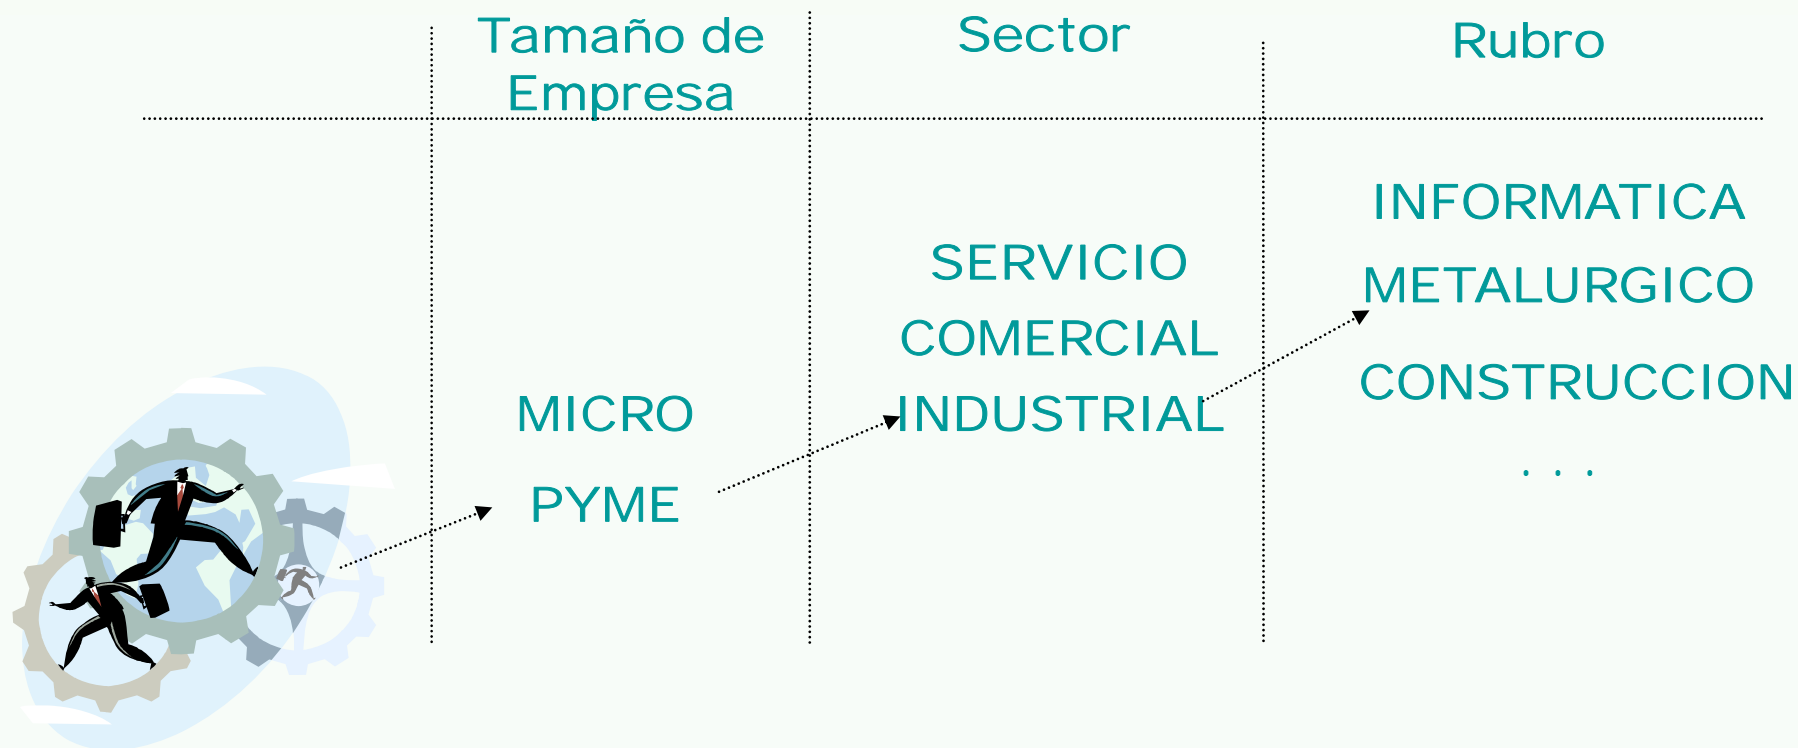 Tamaño de
Empresa
Sector
Rubro
MICRO
PYME
SERVICIO
COMERCIAL
INDUSTRIAL
INFORMATICA
METALURGICO
CONSTRUCCION
. . .